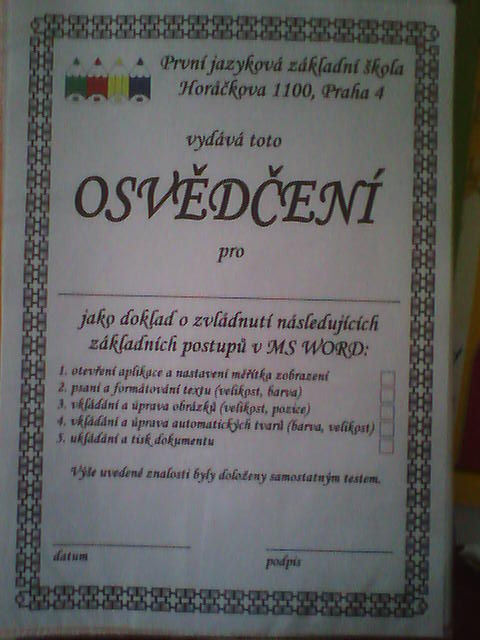 První jazyková základní škola
Horáčkova 1100, Praha 4
vydává toto
OSVĚDČENÍ
pro
jako doklad o zvládnutí následujících
základních postupů v MS WORD:
1. otevření aplikace a nastavení měřítka zobrazení
2. psaní a formátování textu (velikost, barva)
3. vkládání a úprava obrázků (velikost, pozice)
4. vkládání a úprava automatických tvarů (barva, velikost)
5. ukládání a tisk dokumentu
Výše uvedené znalosti byly doloženy samostatným testem.
datum
podpis